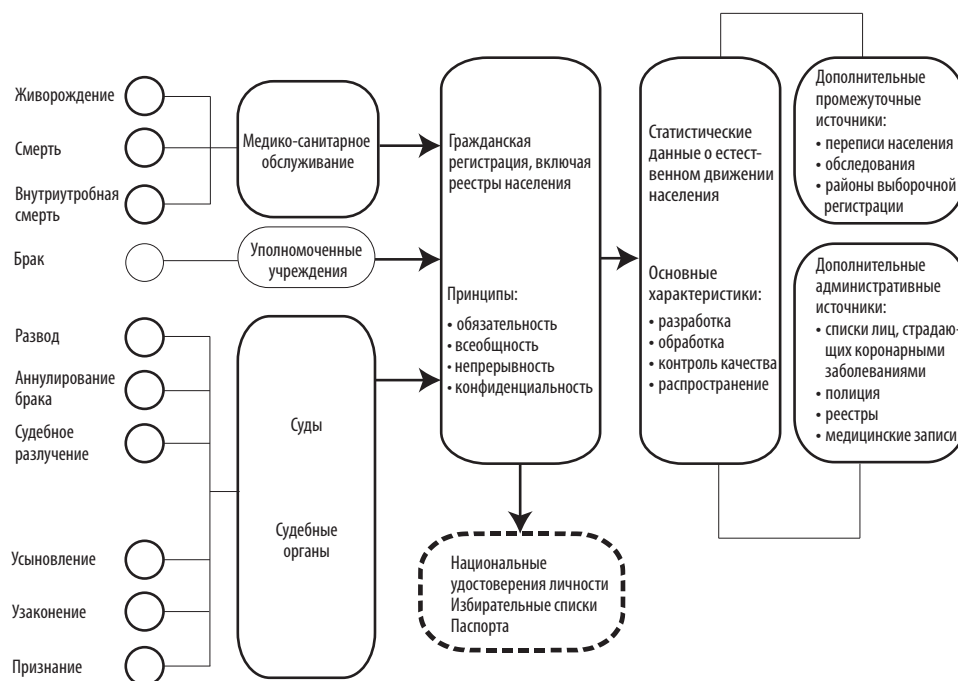 Живорождение
Смерть
Внутриутробная
смерть
Брак
Развод
Аннулирование
брака
Судебное
разлучение
Усыновление
Узаконение
Признание
Медико-санитарное
обслуживание
Уполномоченные
учреждения
Суды
Судебные
органы
Гражданская
регистрация, включая
реестры населения
Принципы:
• обязательность
• всеобщность
• непрерывность
• конфиденциальность
Национальные
удостоверения личности
Избирательные списки
Паспорта
Статистические
данные о естест-
венном движении
населения
Основные
характеристики:
• разработка
• обработка
• контроль качества
• распространение
Дополнительные
промежуточные
источники:
• переписи населения
• обследования
• районы выборочной
регистрации
Дополнительные
административные
источники:
• списки лиц, страдаю-
щих коронарными
заболеваниями
• полиция
• реестры
• медицинские записи